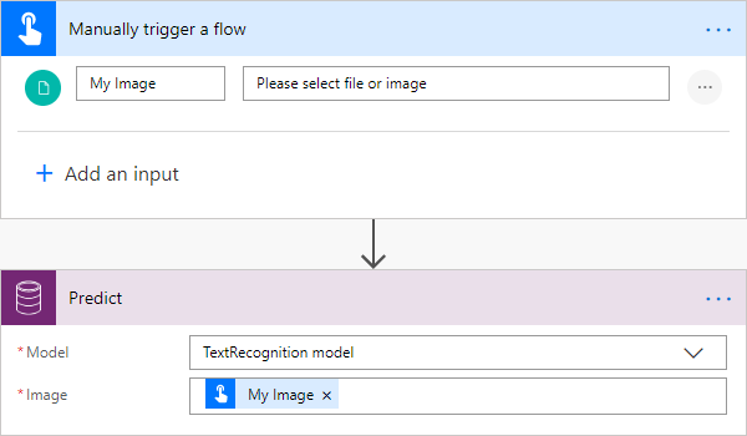 Manually trigger a flow
My Image Please select file or image
+ Add an input
Predict
* Model TextRecognition model
* Image My Image ×